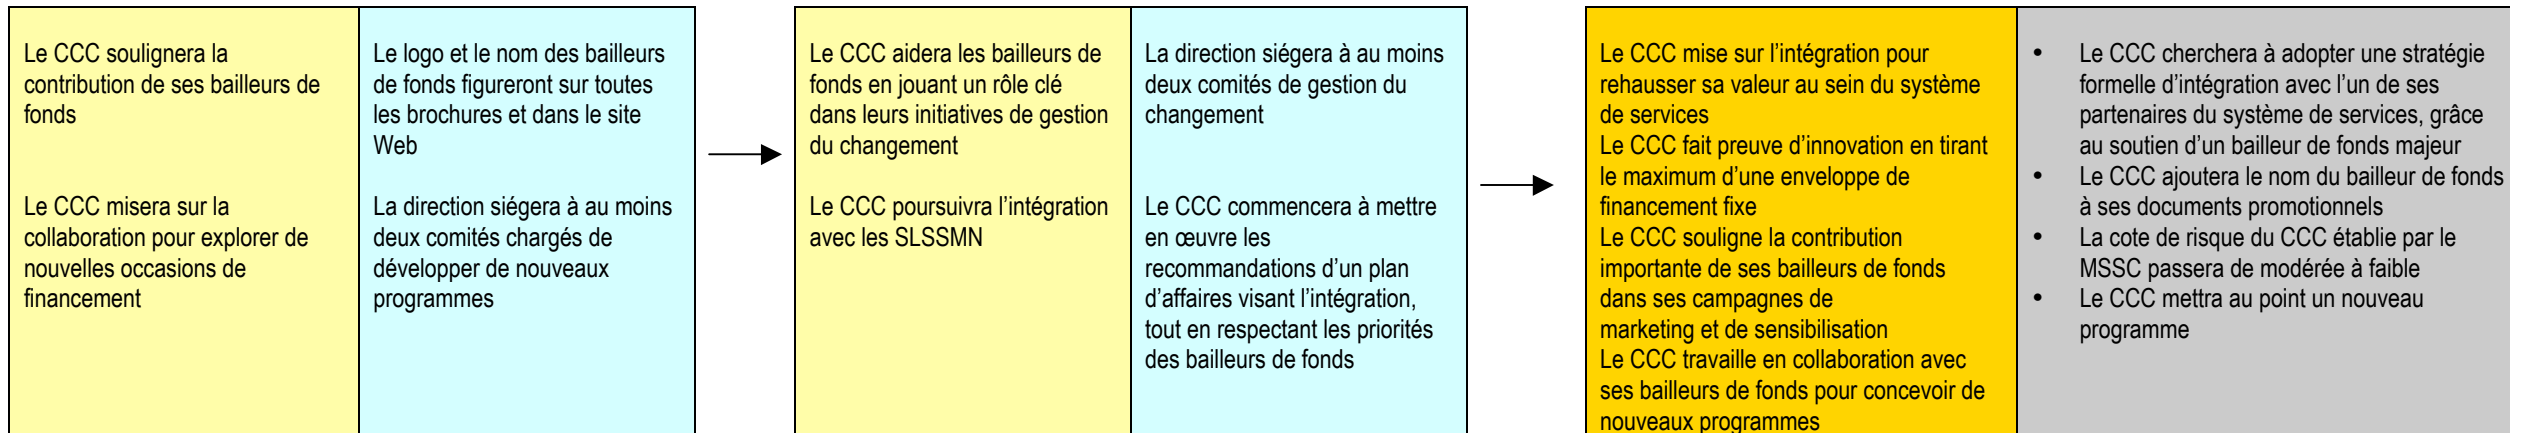 Le CCC soulignera la
contribution de ses bailleurs de
fonds
Le CCC misera sur la
collaboration pour explorer de
nouvelles occasions de
financement
Le logo et le nom des bailleurs
de fonds figureront sur toutes
les brochures et dans le site
Web
La direction siégera à au moins
deux comités chargés de
développer de nouveaux
programmes
Le CCC aidera les bailleurs de
fonds en jouant un rôle clé
dans leurs initiatives de gestion
du changement
Le CCC poursuivra l’intégration
avec les SLSSMN
La direction siégera à au moins
deux comités de gestion du
changement
Le CCC commencera à mettre
en œuvre les
recommandations d’un plan
d’affaires visant l’intégration,
tout en respectant les priorités
des bailleurs de fonds
Le CCC mise sur l’intégration pour
rehausser sa valeur au sein du système
de services
Le CCC fait preuve d’innovation en tirant
le maximum d’une enveloppe de
financement fixe
Le CCC souligne la contribution
importante de ses bailleurs de fonds
dans ses campagnes de
marketing et de sensibilisation
Le CCC travaille en collaboration avec
ses bailleurs de fonds pour concevoir de
nouveaux programmes
• Le CCC cherchera à adopter une stratégie
formelle d’intégration avec l’un de ses
partenaires du système de services, grâce
au soutien d’un bailleur de fonds majeur
• Le CCC ajoutera le nom du bailleur de fonds
à ses documents promotionnels
• La cote de risque du CCC établie par le
MSSC passera de modérée à faible
• Le CCC mettra au point un nouveau
programme